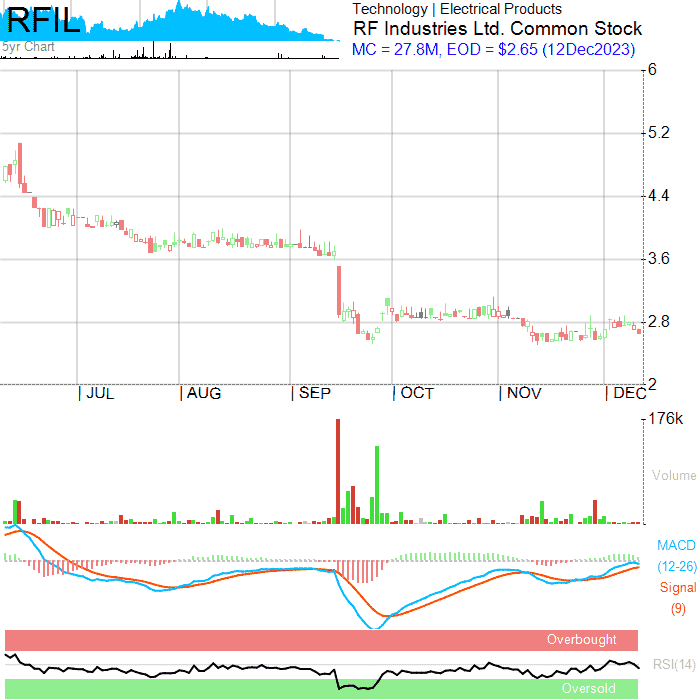 RFIL
5yr Chart
Technology | Electrical Products
RF Industries Ltd. Common Stock
MC = 27.8M, EOD = $2.65 (12Dec2023)
6
5.2
4.4
3.6
2.8
2
| JUL | AUG | SEP | OCT | NOV | DEC
176k
Volume
MACD
(12-26)
Signal
(9)
Overbought
RSI(14)
Oversold